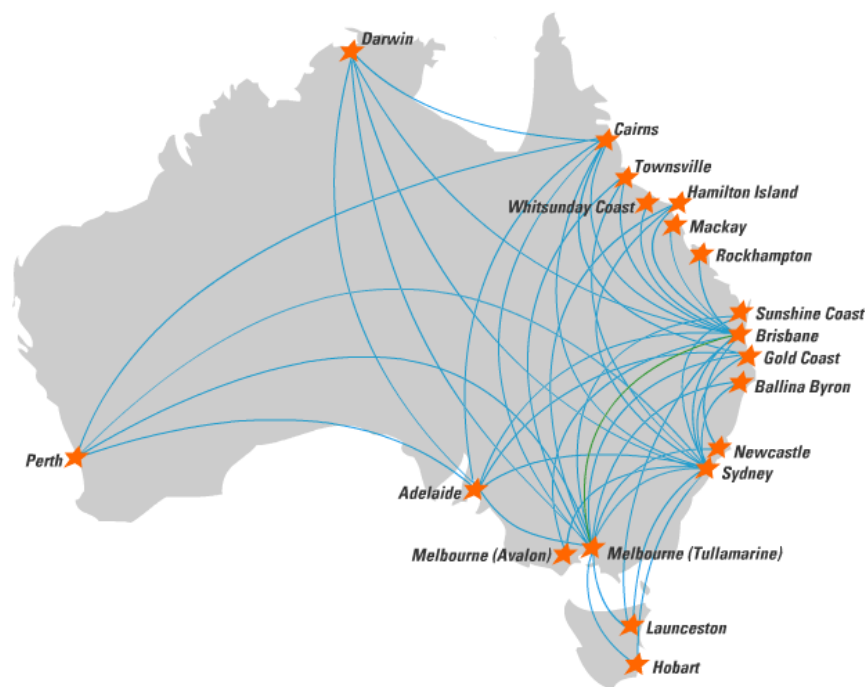 Darwin
Cairns
Townsville
Hamilton Island
Whitsunday Coast
Mackay
Rockhampton
Sunshine Coast
Brisbane
Gold Coast
Ballina Byron
Newcastle
Perth
Sydney
Adelaide
Melbourne (Avalon)
Melbourne (Tullamarine)
Launceston
Hobart